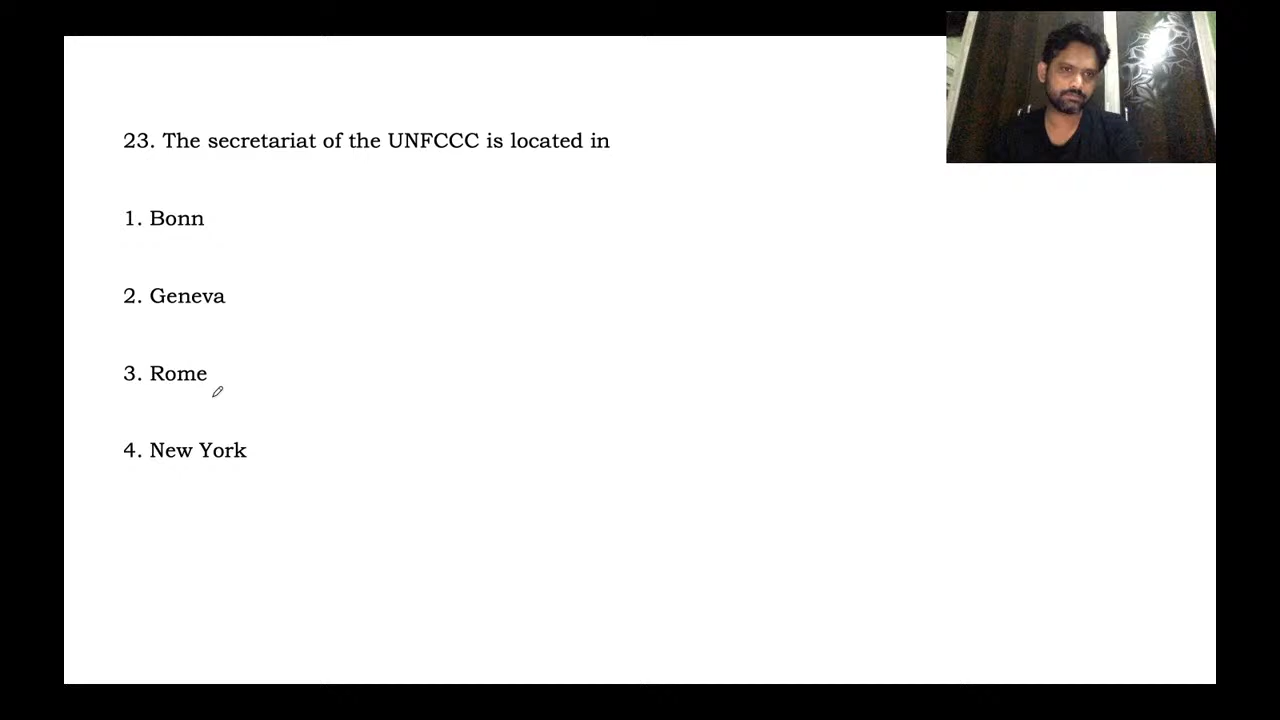 23. The secretariat of the UNFCCC is located in
1. Bonn
2. Geneva
3. Rome
4. New York